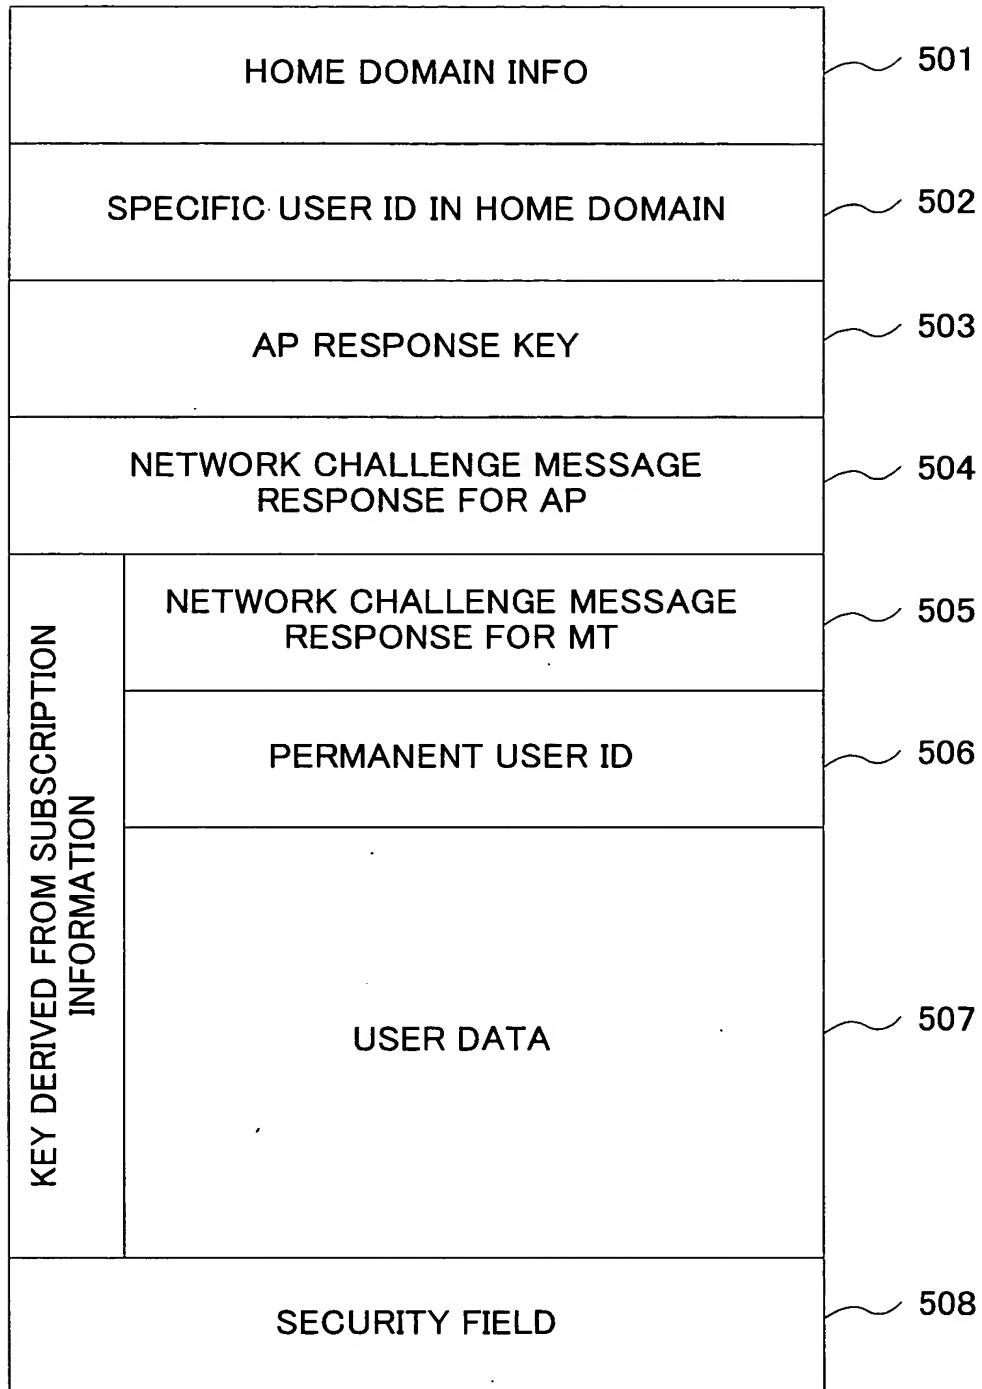 HOME DOMAIN INFO
501
SPECIFIC USER ID IN HOME DOMAIN
502
AP RESPONSE KEY
503
NETWORK CHALLENGE MESSAGE
RESPONSE FOR AP
504
KEY DERIVED FROM SUBSCRIPTION
INFORMATION
NETWORK CHALLENGE MESSAGE
RESPONSE FOR MT
505
PERMANENT USER ID
506
USER DATA
507
SECURITY FIELD
508